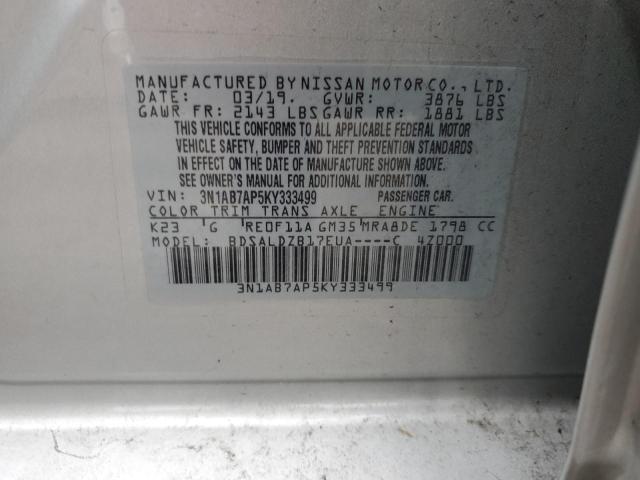 MANUFACTURED BY NISSAN MOTOR CO., LTD.
DATE: 03/19. GVWR: 3876 LBS
GAWR FR: 2143 LBS GAWR RR: 1881 LBS
THIS VEHICLE CONFORMS TO ALL APPLICABLE FEDERAL MOTOR
VEHICLE SAFETY, BUMPER AND THEFT PREVENTION STANDARDS
IN EFFECT ON THE DATE OF MANUFACTURE SHOWN ABOVE.
SEE OWNER'S MANUAL FOR ADDITIONAL INFORMATION.
VIN: 3N1AB7AP5KY333499 PASSENGER CAR.
COLOR TRIM TRANS AXLE ENGINE
K23 G RE0F11A GM35 MRA8DE 1798 CC
MODEL: BDSALDZB17EUA----C 4Z000
3N1AB7AP5KY333499